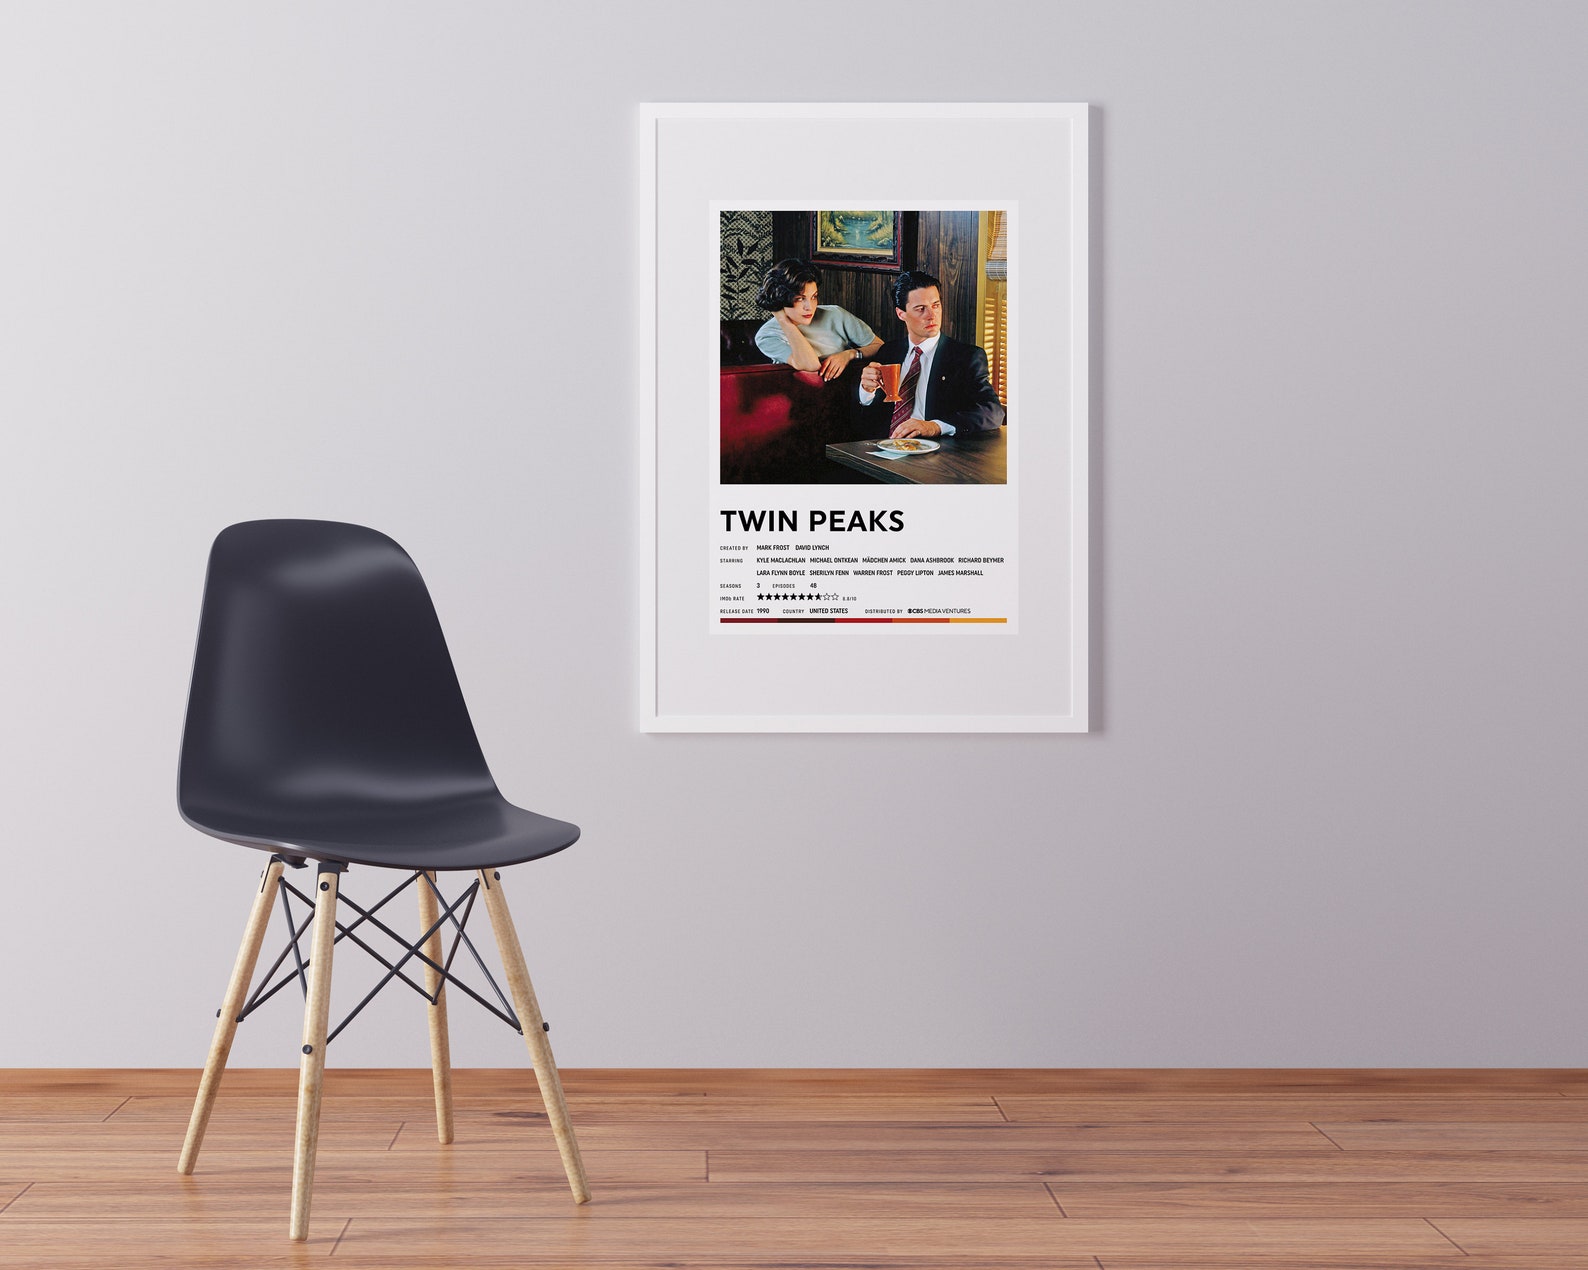 TWIN PEAKS
CREATED BY MARK FROST DAVID LYNCH
STARRING KYLE MACLACHLAN MICHAEL ONTKEAN MÄDCHEN AMICK DANA ASHBROOK RICHARD BEYMER
LARA FLYNN BOYLE SHERILYN FENN WARREN FROST PEGGY LIPTON JAMES MARSHALL
SEASONS 3 EPISODES 48
IMDb RATE ★★★★★★★★☆☆ 8.8/10
RELEASE DATE 1990 COUNTRY UNITED STATES DISTRIBUTED BY CBS MEDIA VENTURES